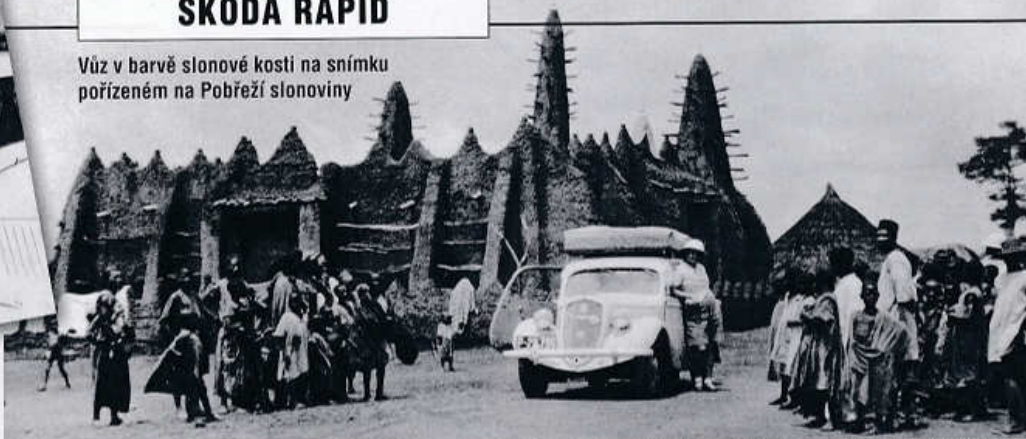 ŠKODA RAPID
Vůz v barvě slonové kosti na snímku
pořízeném na Pobřeží slonoviny